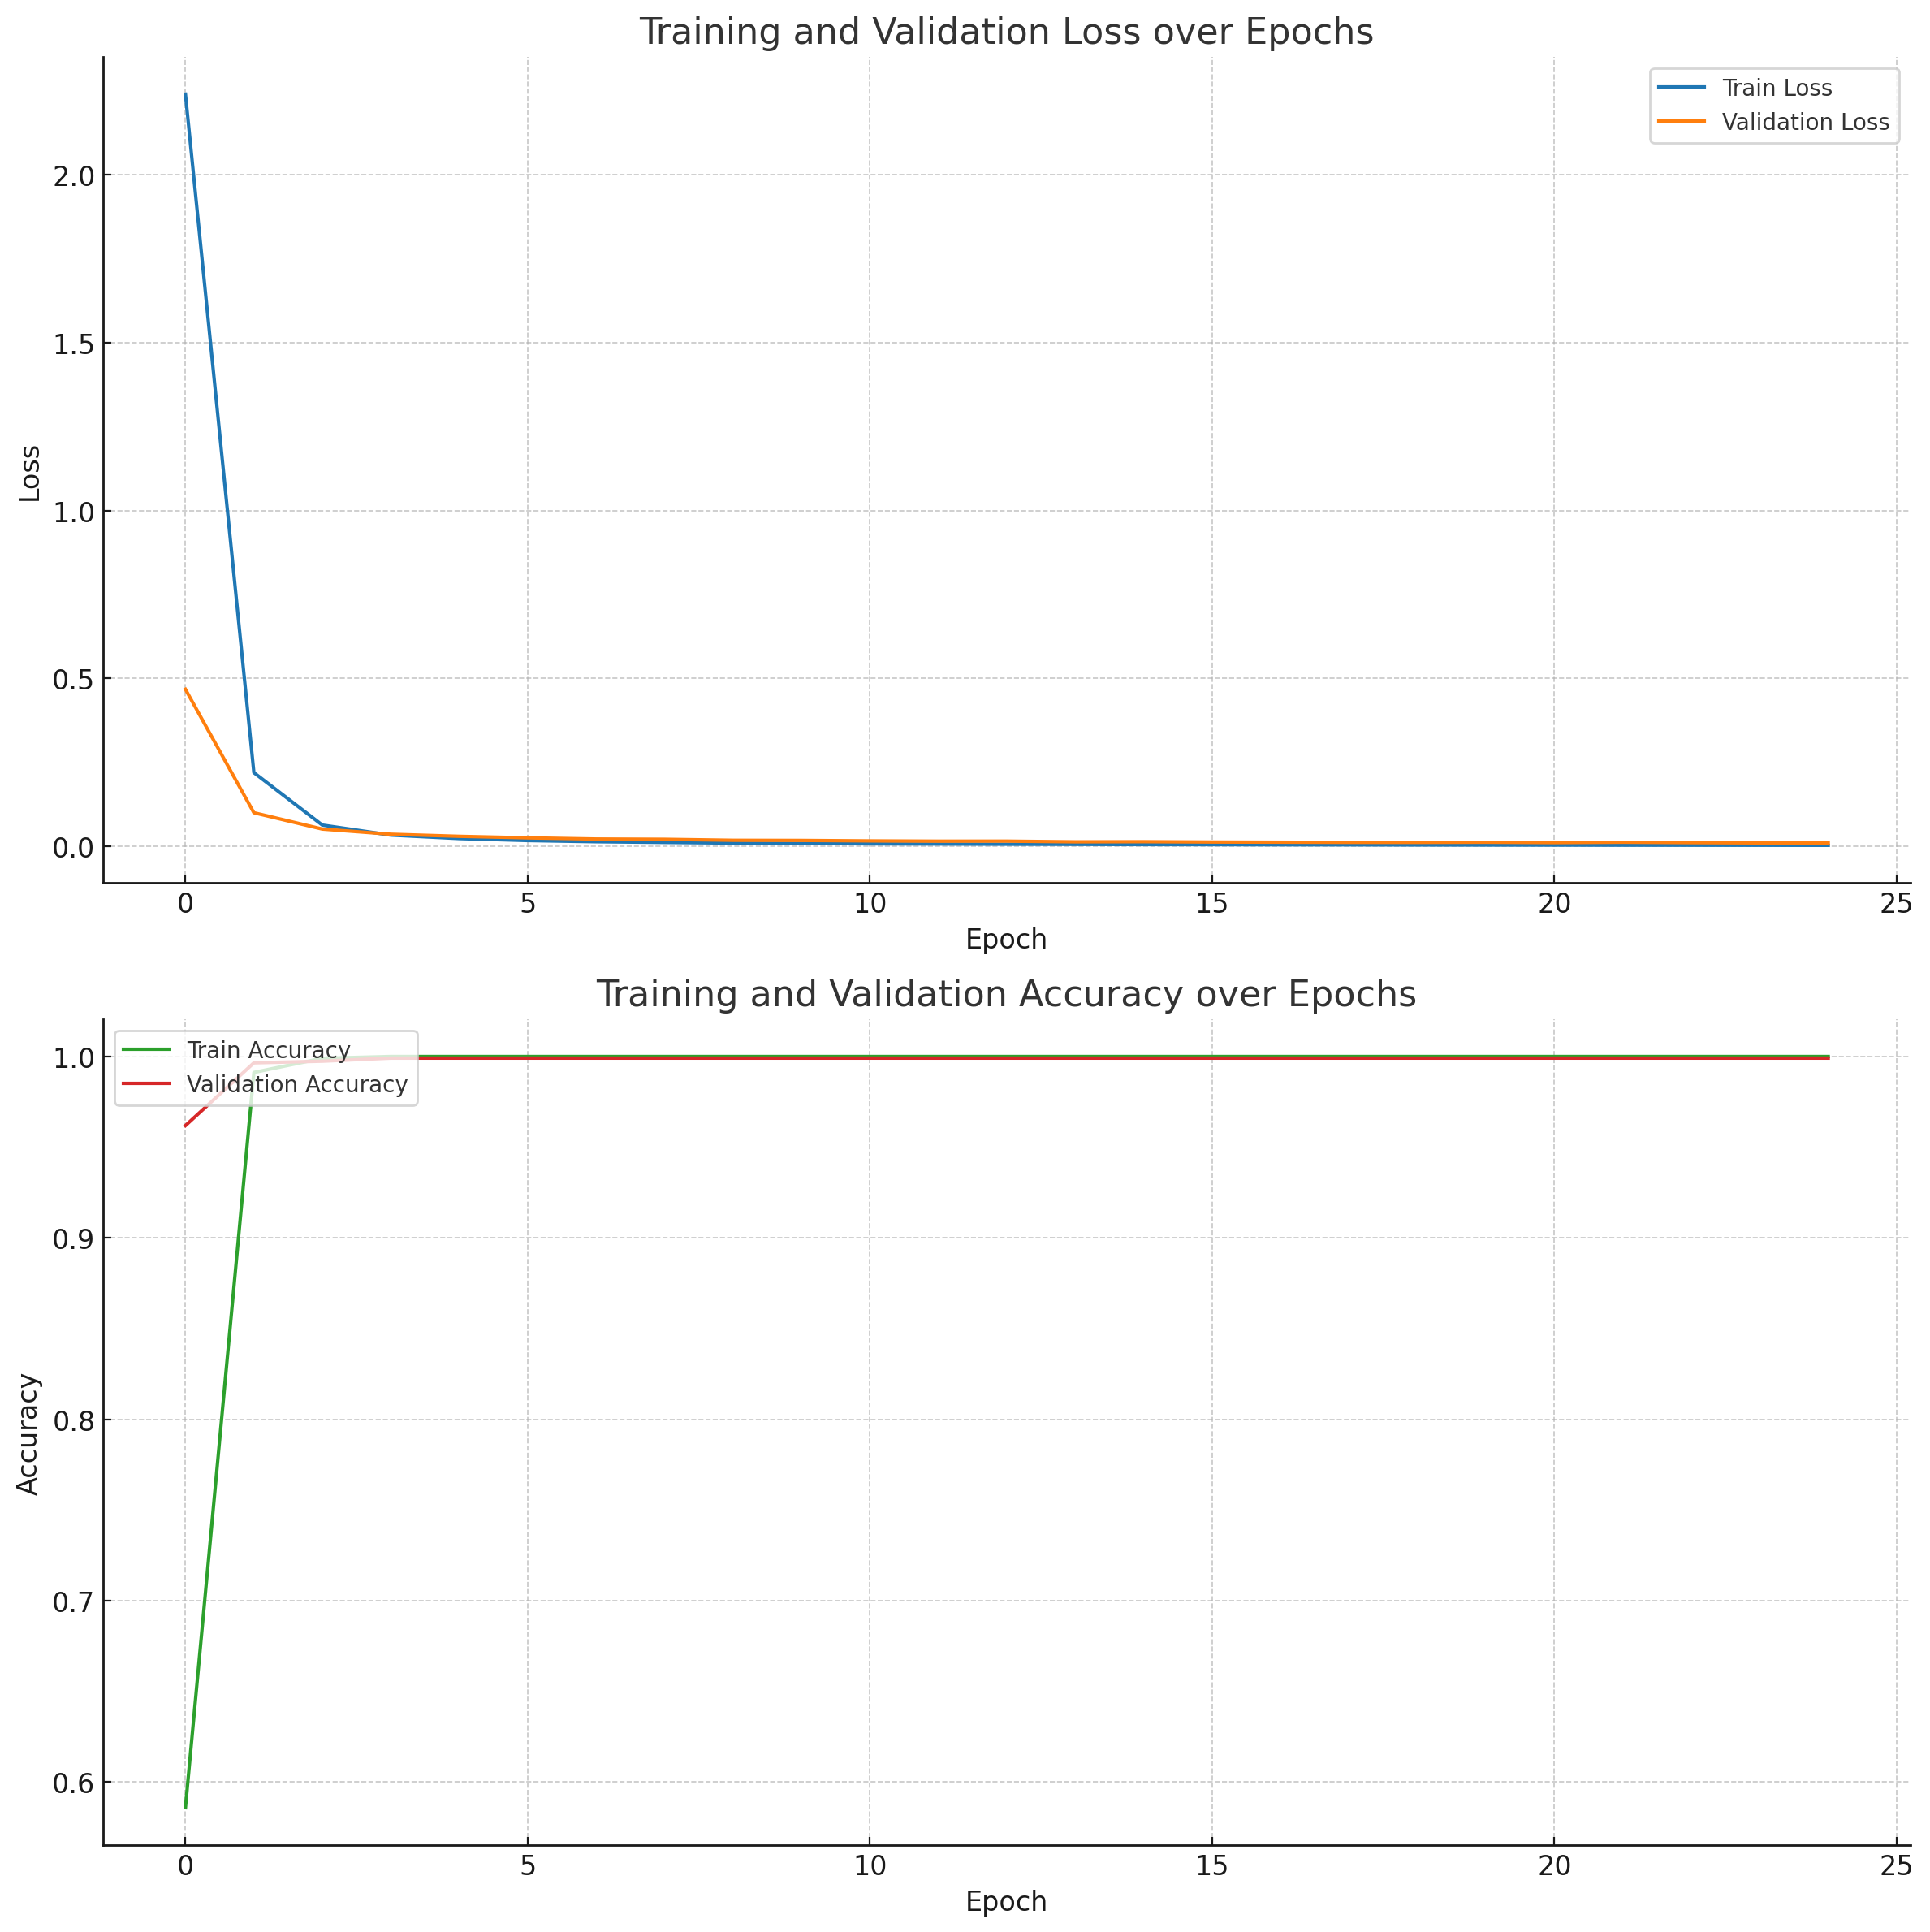 Training and Validation Loss over Epochs
Train Loss
Validation Loss
2.0
1.5
1.0
0.5
0.0
Loss
0 5 10 15 20 25
Epoch
Training and Validation Accuracy over Epochs
Train Accuracy
Validation Accuracy
1.0
0.9
0.8
0.7
0.6
Accuracy
0 5 10 15 20 25
Epoch